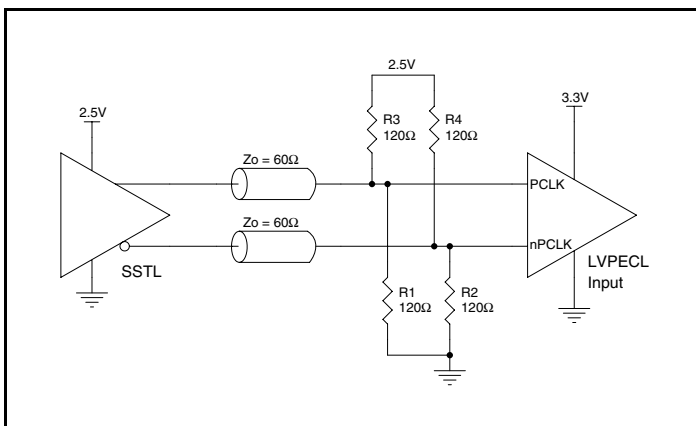 2.5V
2.5V
3.3V
R3
120Ω
R4
120Ω
Zo = 60Ω
PCLK
Zo = 60Ω
nPCLK
SSTL
LVPECL
Input
R1
120Ω
R2
120Ω